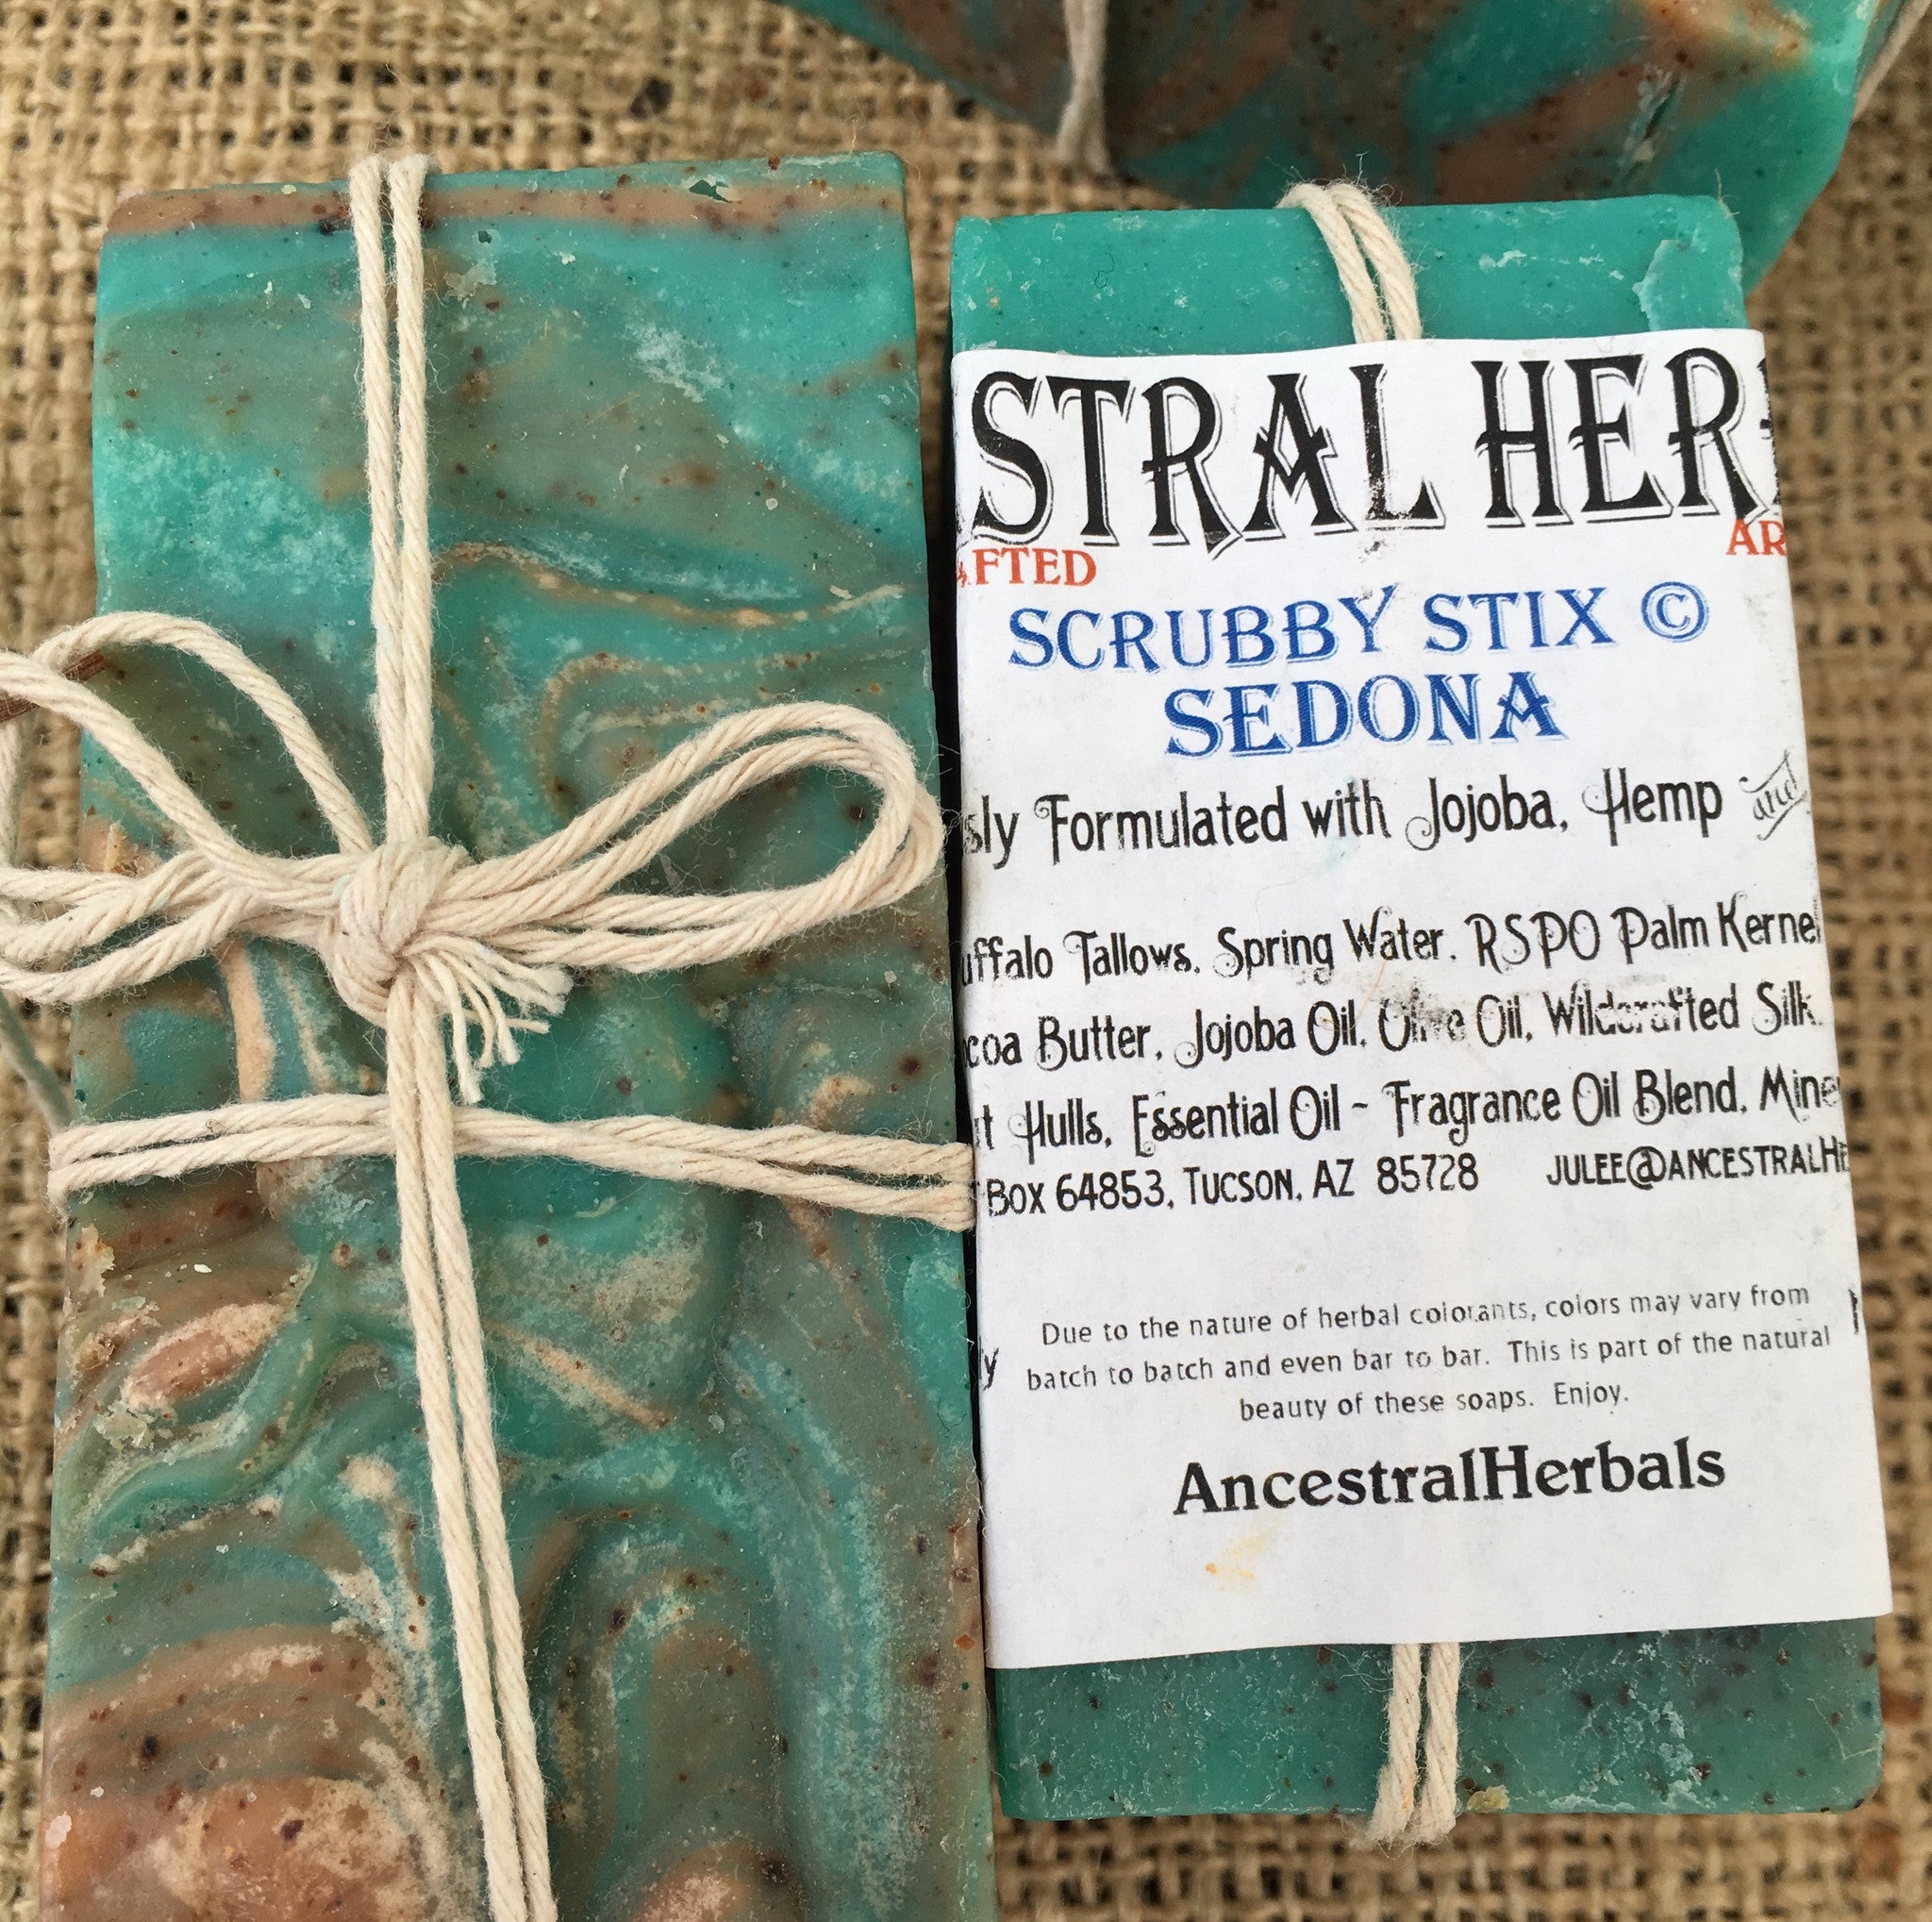 STRAL HER
AFTED AR
SCRUBBY STIX ©
SEDONA
sly Formulated with Jojoba, Hemp and
uffalo Tallows, Spring Water, RSPO Palm Kernel
coa Butter, Jojoba Oil, Olive Oil, Wildcrafted Silk,
t Hulls, Essential Oil ~ Fragrance Oil Blend, Mine
Box 64853, TUCSON, AZ 85728 JULEE@ANCESTRALHE
Due to the nature of herbal colorants, colors may vary from
y batch to batch and even bar to bar. This is part of the natural
beauty of these soaps. Enjoy.
AncestralHerbals